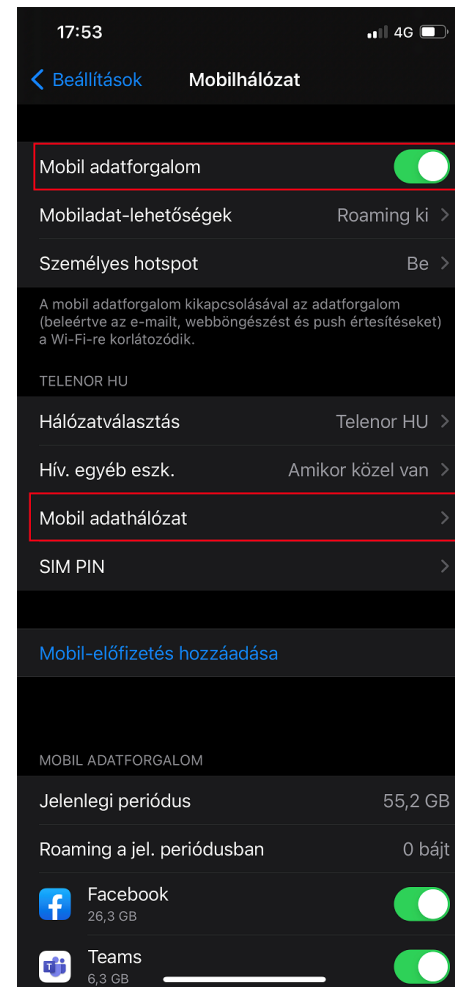 17:53 4G
Beállítások Mobilhálózat
Mobil adatforgalom
Mobiladat-lehetőségek Roaming ki
Személyes hotspot Be
A mobil adatforgalom kikapcsolásával az adatforgalom
(beleértve az e-mailt, webböngészést és push értesítéseket)
a Wi-Fi-re korlátozódik.
TELENOR HU
Hálózatválasztás Telenor HU
Hív. egyéb eszk. Amikor közel van
Mobil adathálózat
SIM PIN
Mobil-előfizetés hozzáadása
MOBIL ADATFORGALOM
Jelenlegi periódus 55,2 GB
Roaming a jel. periódusban 0 bájt
Facebook
26,3 GB
Teams
6,3 GB